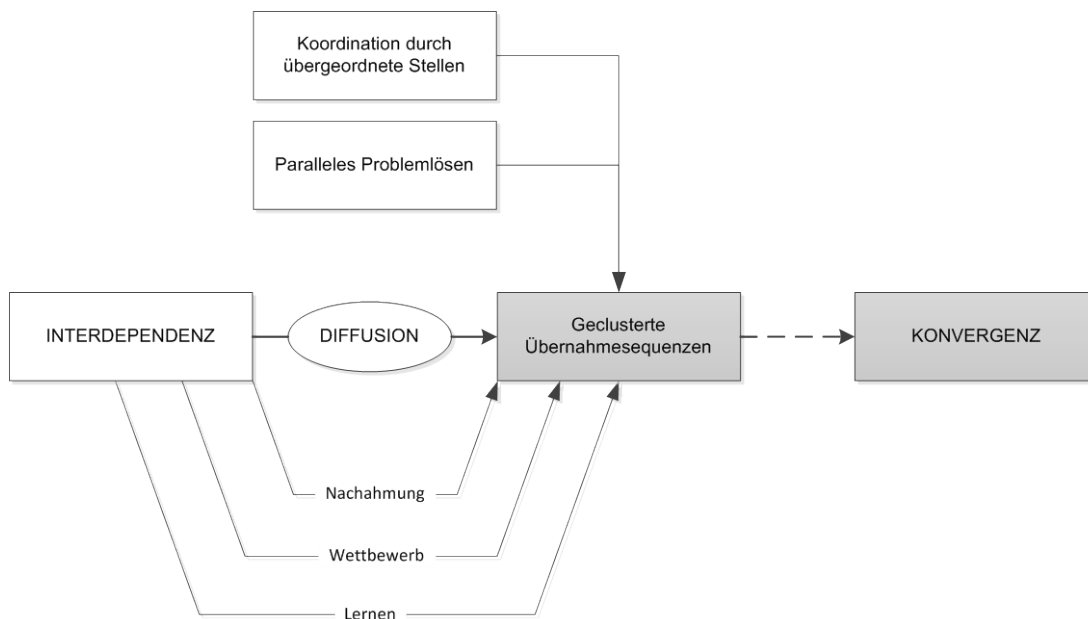 Koordination durch
übergeordnete Stellen
Paralleles Problemlösen
INTERDEPENDENZ
DIFFUSION
Geclusterte
Übernahmesequenzen
KONVERGENZ
Nachahmung
Wettbewerb
Lernen